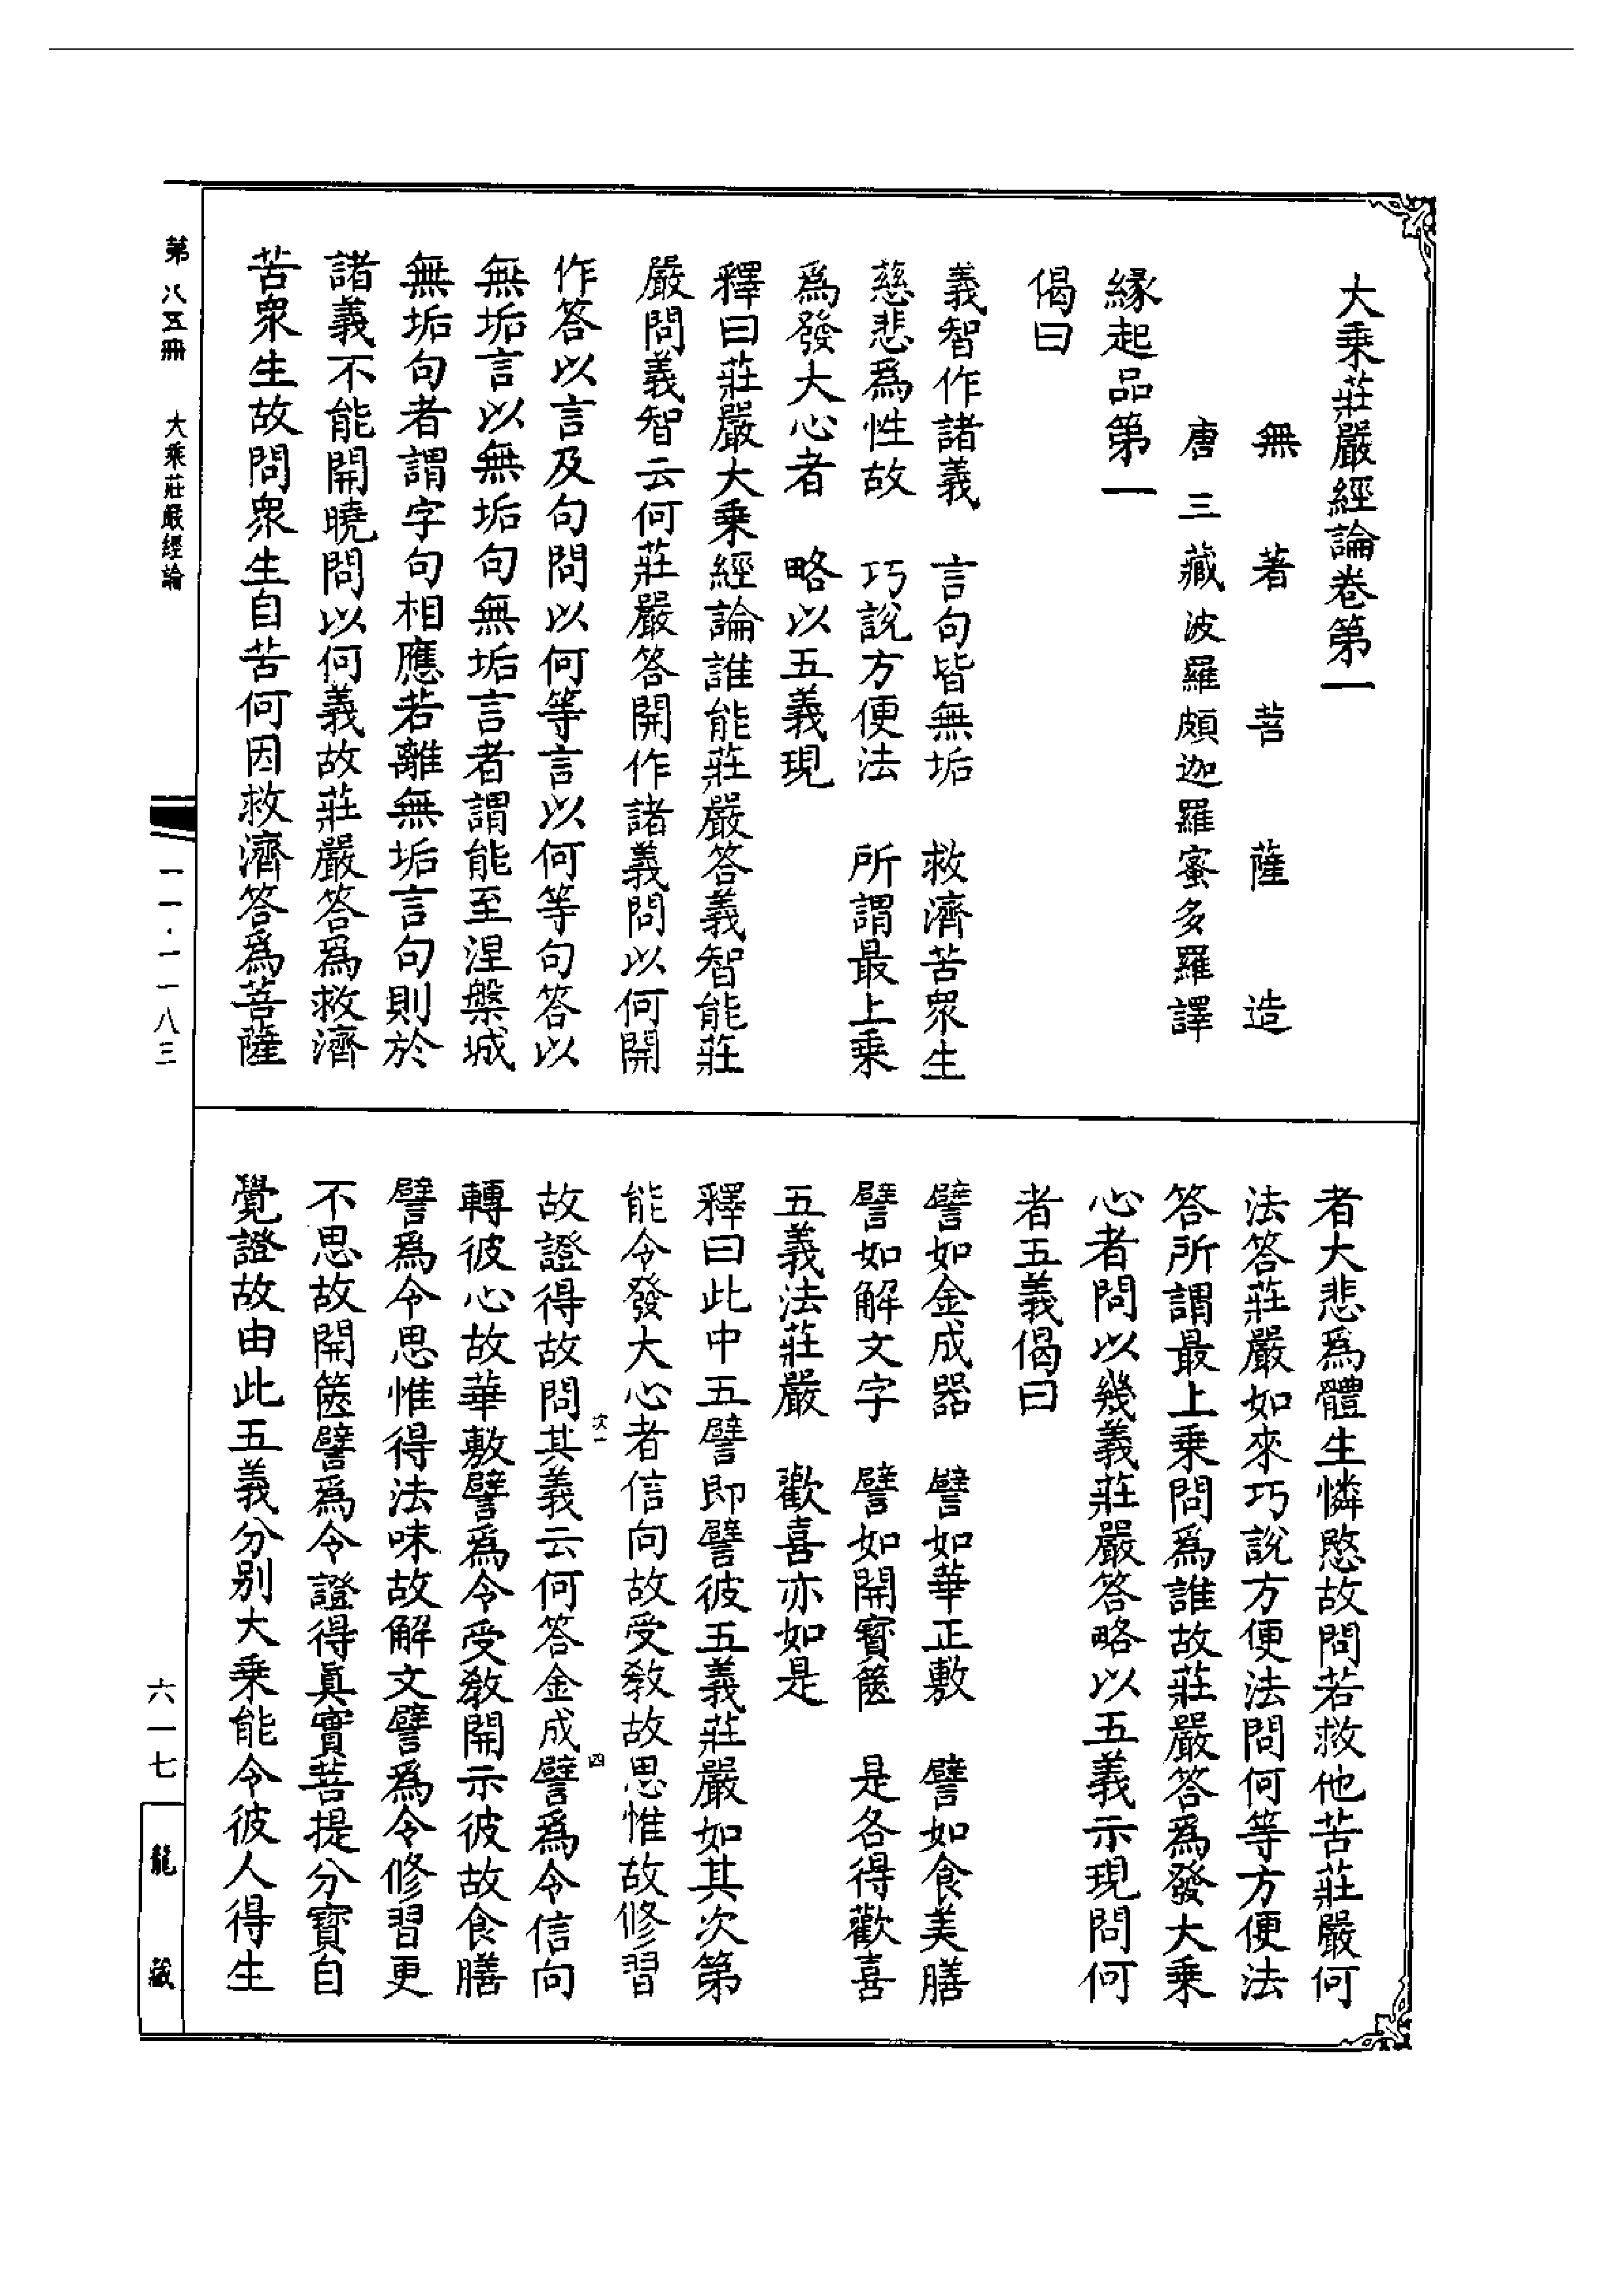 大乘莊嚴經論卷第一
無著菩薩造
唐三藏波羅頗迦羅蜜多羅譯
緣起品第一
偈曰
義智作諸義　言句皆無垢　救濟苦衆生
慈悲爲性故　巧說方便法　所謂最上乘
爲發大心者　略以五義現
釋曰莊嚴大乘經論誰能莊嚴答義智能莊
嚴問義智云何莊嚴答開作諸義問以何開
作答以言及句問以何等言以何等句答以
無垢言以無垢句無垢言者謂能至涅槃城
無垢句者謂字句相應若離無垢言句則於
諸義不能開曉問以何義故莊嚴答爲救濟
苦衆生故問衆生自苦何因救濟答爲菩薩
者大悲爲體生憐愍故問若救他苦莊嚴何
法答莊嚴如來巧說方便法問何等方便法
答所謂最上乘問爲誰故莊嚴答爲發大乘
心者問以幾義莊嚴答略以五義示現問何
者五義偈曰
譬如金成器　譬如華正敷　譬如食美膳
譬如解文字　譬如開寶篋　是各得歡喜
五義法莊嚴　歡喜亦如是
釋曰此中五譬即譬彼五義莊嚴如其次第
能令發大心者信向故受敎故思惟故修習
故證得故問其義云何答金成譬爲令信向
次一
四
轉彼心故華敷譬爲令受敎開示彼故食膳
譬爲令思惟得法味故解文譬爲令修習更
不思故開篋譬爲令證得眞實菩提分寶自
覺證故由此五義分別大乘能令彼人得生
第八五冊　大乘莊嚴經論
一一·一一八三
六一七
龍藏